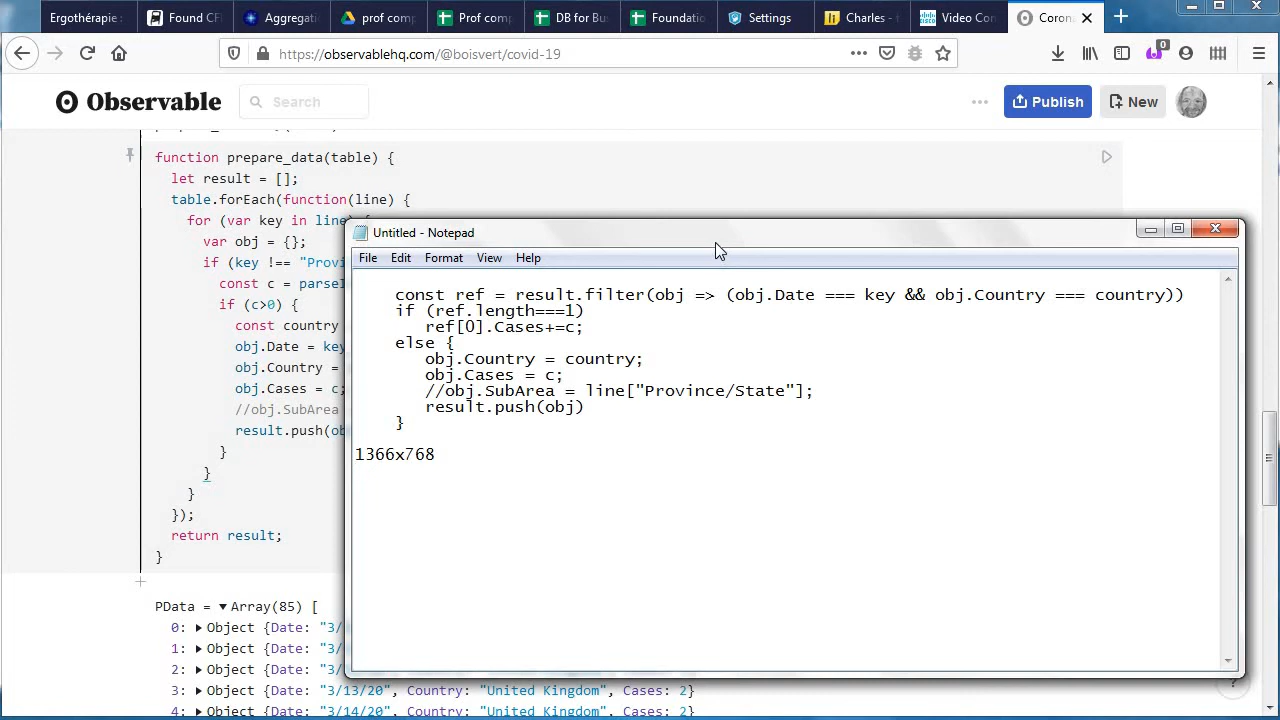 Ergothérapie :
Found CFI
Aggregatio
prof comp
Prof comp
DB for Bus
Foundatio
Settings
Charles - t
Video Con
Corona
https://observablehq.com/@boisvert/covid-19
0
Observable
Search
Publish
New
function prepare_data(table) {
let result = [];
table.forEach(function(line) {
for (var key in line) {
var obj = {};
if (key !== "Provi
const c = parseI
if (c>0) {
const country
obj.Date = key
obj.Country =
obj.Cases = c;
//obj.SubArea
result.push(ob
}
}
}
});
return result;
}
Untitled - Notepad
File Edit Format View Help
const ref = result.filter(obj => (obj.Date === key && obj.Country === country))
if (ref.length===1)
ref[0].Cases+=c;
else {
obj.Country = country;
obj.Cases = c;
//obj.SubArea = line["Province/State"];
result.push(obj)
}
1366x768
PData = ▼Array(85) [
0: ▶Object {Date: "3/
1: ▶Object {Date: "3/
2: ▶Object {Date: "3/
3: ▶Object {Date: "3/13/20", Country: "United Kingdom", Cases: 2}
4: ▶Object {Date: "3/14/20", Country: "United Kingdom", Cases: 2}
?